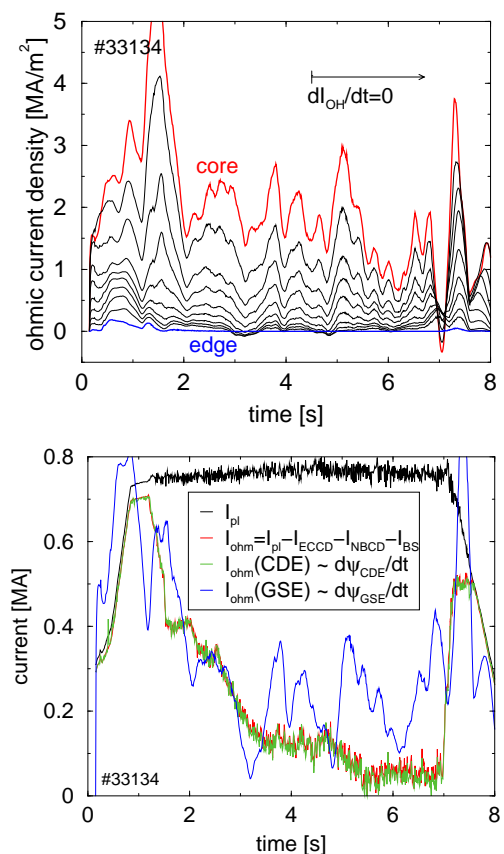 #33134
dI_OH/dt=0
core
edge
5
4
3
2
1
0
ohmic current density [MA/m²]
0 2 4 6 8
time [s]
I_pl
I_ohm=I_pl−I_ECCD−I_NBCD−I_BS
I_ohm(CDE) ~ dψ_CDE/dt
I_ohm(GSE) ~ dψ_GSE/dt
#33134
0.8
0.6
0.4
0.2
0.0
current [MA]
0 2 4 6 8
time [s]